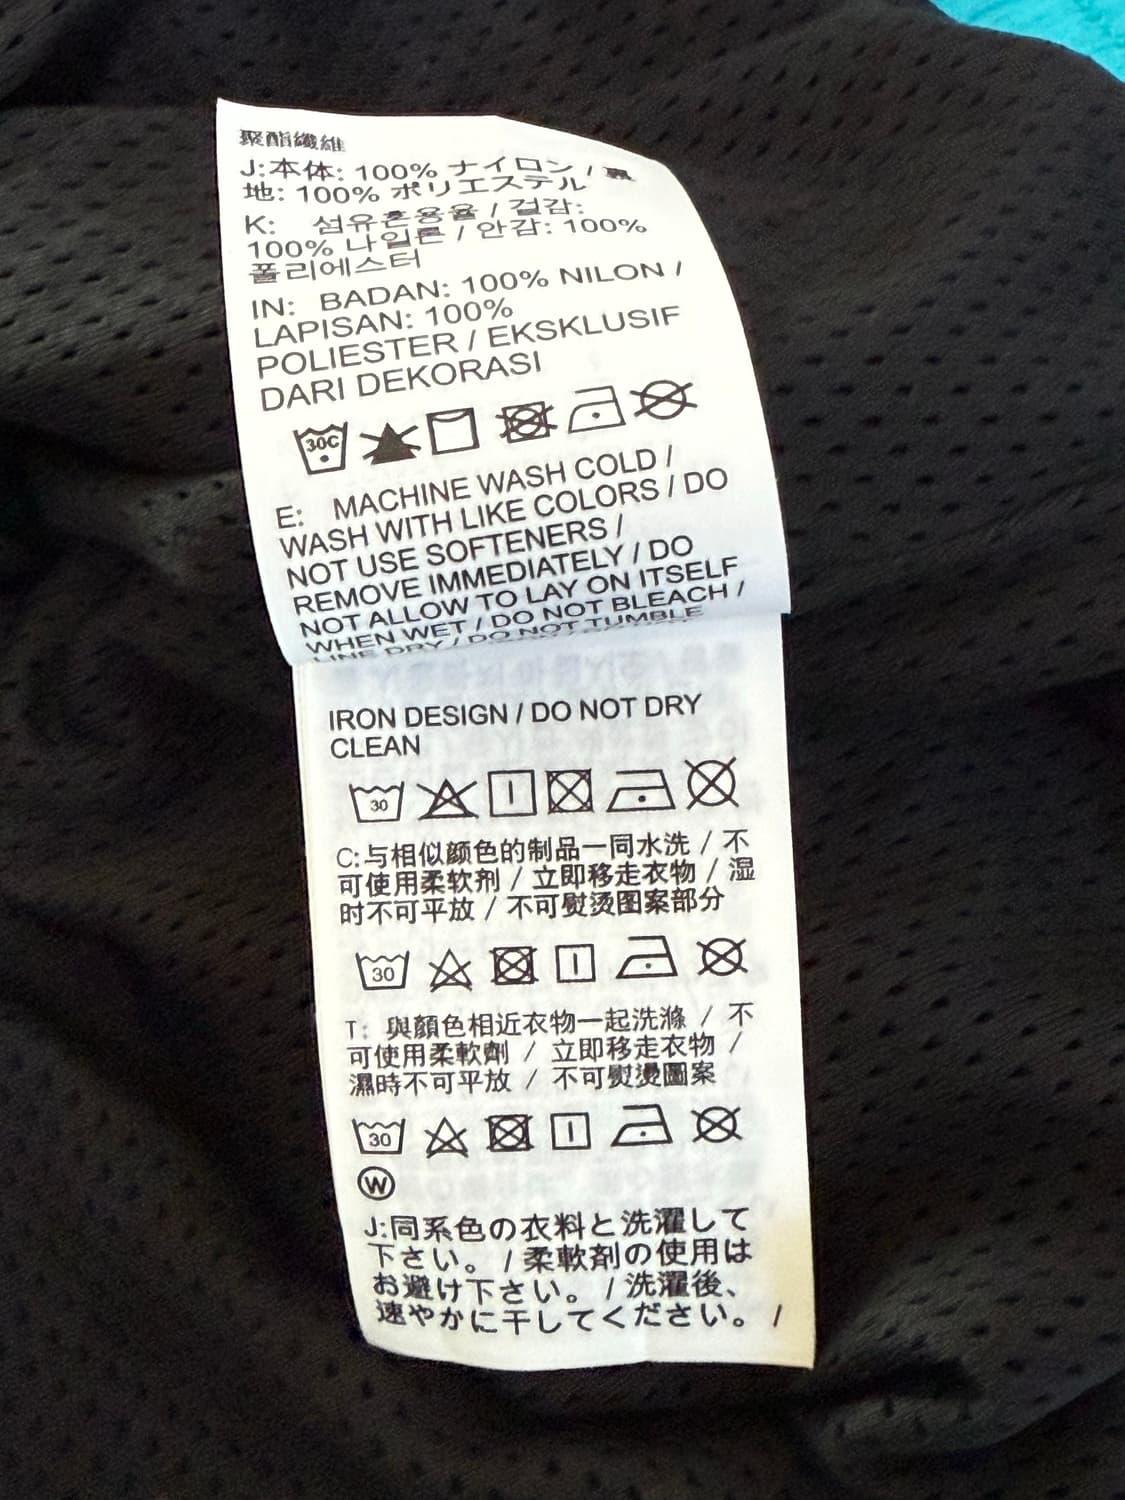 聚酯纖維
J:本体: 100% ナイロン / 裏
地: 100% ポリエステル
K: 섬유혼용율 / 겉감:
100% 나일론 / 안감: 100%
폴리에스터
IN: BADAN: 100% NILON /
LAPISAN: 100%
POLIESTER / EKSKLUSIF
DARI DEKORASI
30C
E: MACHINE WASH COLD /
WASH WITH LIKE COLORS / DO
NOT USE SOFTENERS /
REMOVE IMMEDIATELY / DO
NOT ALLOW TO LAY ON ITSELF
WHEN WET / DO NOT BLEACH /
LINE DRY / DO NOT TUMBLE
IRON DESIGN / DO NOT DRY
CLEAN
30
C:与相似颜色的制品一同水洗 / 不
可使用柔软剂 / 立即移走衣物 / 湿
时不可平放 / 不可熨烫图案部分
30
T: 與顏色相近衣物一起洗滌 / 不
可使用柔軟劑 / 立即移走衣物 /
濕時不可平放 / 不可熨燙圖案
30
W
J:同系色の衣料と洗濯して
下さい。 / 柔軟剤の使用は
お避け下さい。 / 洗濯後、
速やかに干してください。 /